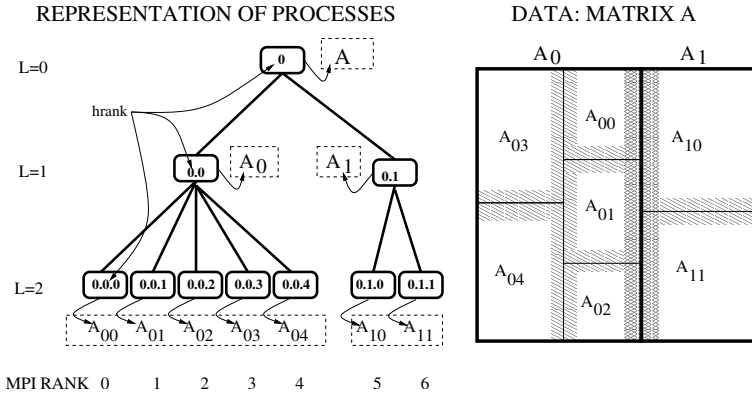 REPRESENTATION OF PROCESSES
L=0
0
A
hrank
L=1
0.0
A0
A1
0.1
L=2
0.0.0 0.0.1 0.0.2 0.0.3 0.0.4 0.1.0 0.1.1
A00 A01 A02 A03 A04 A10 A11
MPI RANK 0 1 2 3 4 5 6
DATA: MATRIX A
A0 A1
A03
A00
A10
A01
A04
A11
A02